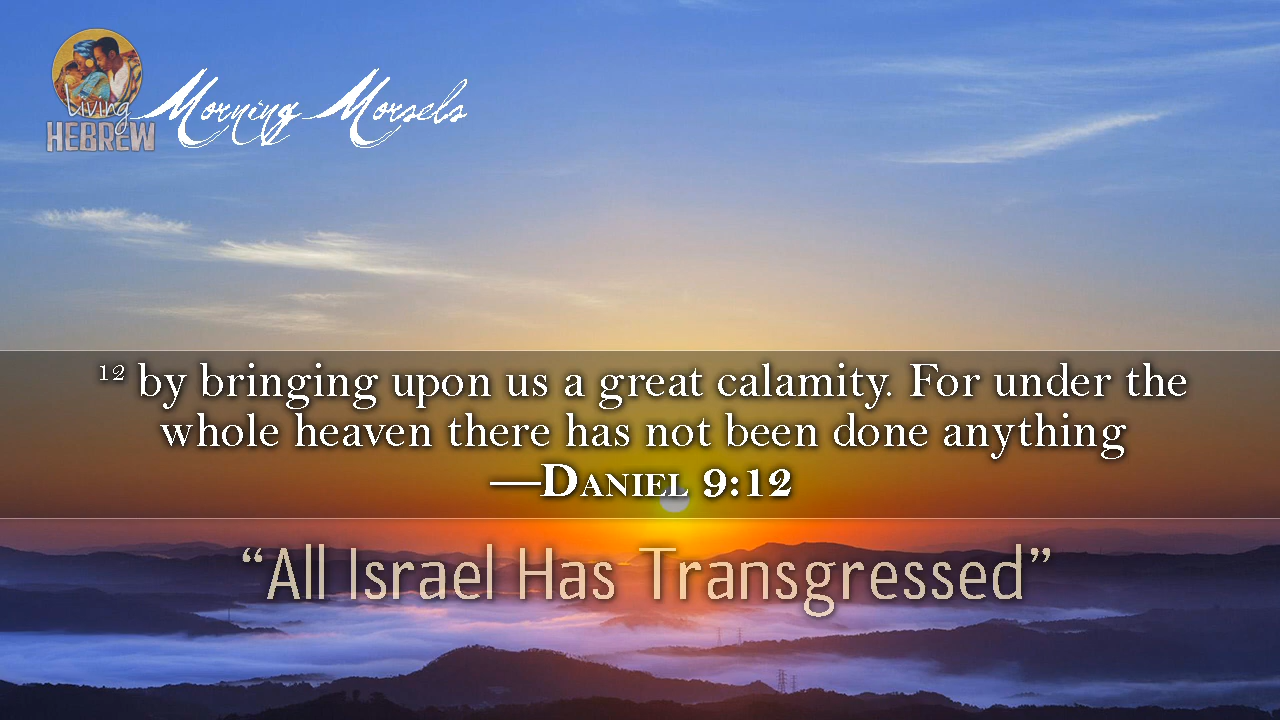 Living
HEBREW
Morning Morsels
12 by bringing upon us a great calamity. For under the
whole heaven there has not been done anything
—DANIEL 9:12
“All Israel Has Transgressed”